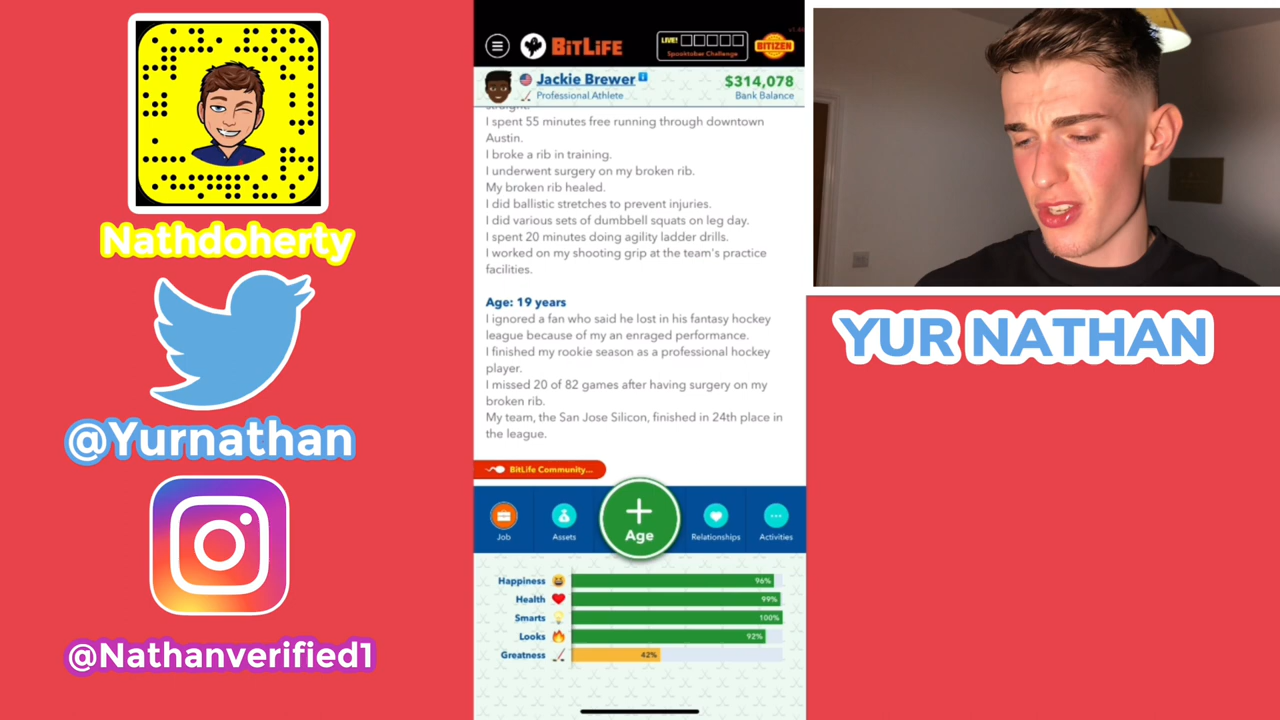 Nathdoherty
@Yurnathan
@Nathanverified1
BITLIFE
LIVE!
Spooktober Challenge
BITIZEN
Jackie Brewer
Professional Athlete
$314,078
Bank Balance
straight.
I spent 55 minutes free running through downtown
Austin.
I broke a rib in training.
I underwent surgery on my broken rib.
My broken rib healed.
I did ballistic stretches to prevent injuries.
I did various sets of dumbbell squats on leg day.
I spent 20 minutes doing agility ladder drills.
I worked on my shooting grip at the team's practice
facilities.
Age: 19 years
I ignored a fan who said he lost in his fantasy hockey
league because of my an enraged performance.
I finished my rookie season as a professional hockey
player.
I missed 20 of 82 games after having surgery on my
broken rib.
My team, the San Jose Silicon, finished in 24th place in
the league.
BitLife Community...
Job
Assets
+
Age
Relationships
Activities
Happiness 96%
Health 99%
Smarts 100%
Looks 92%
Greatness 42%
YUR NATHAN